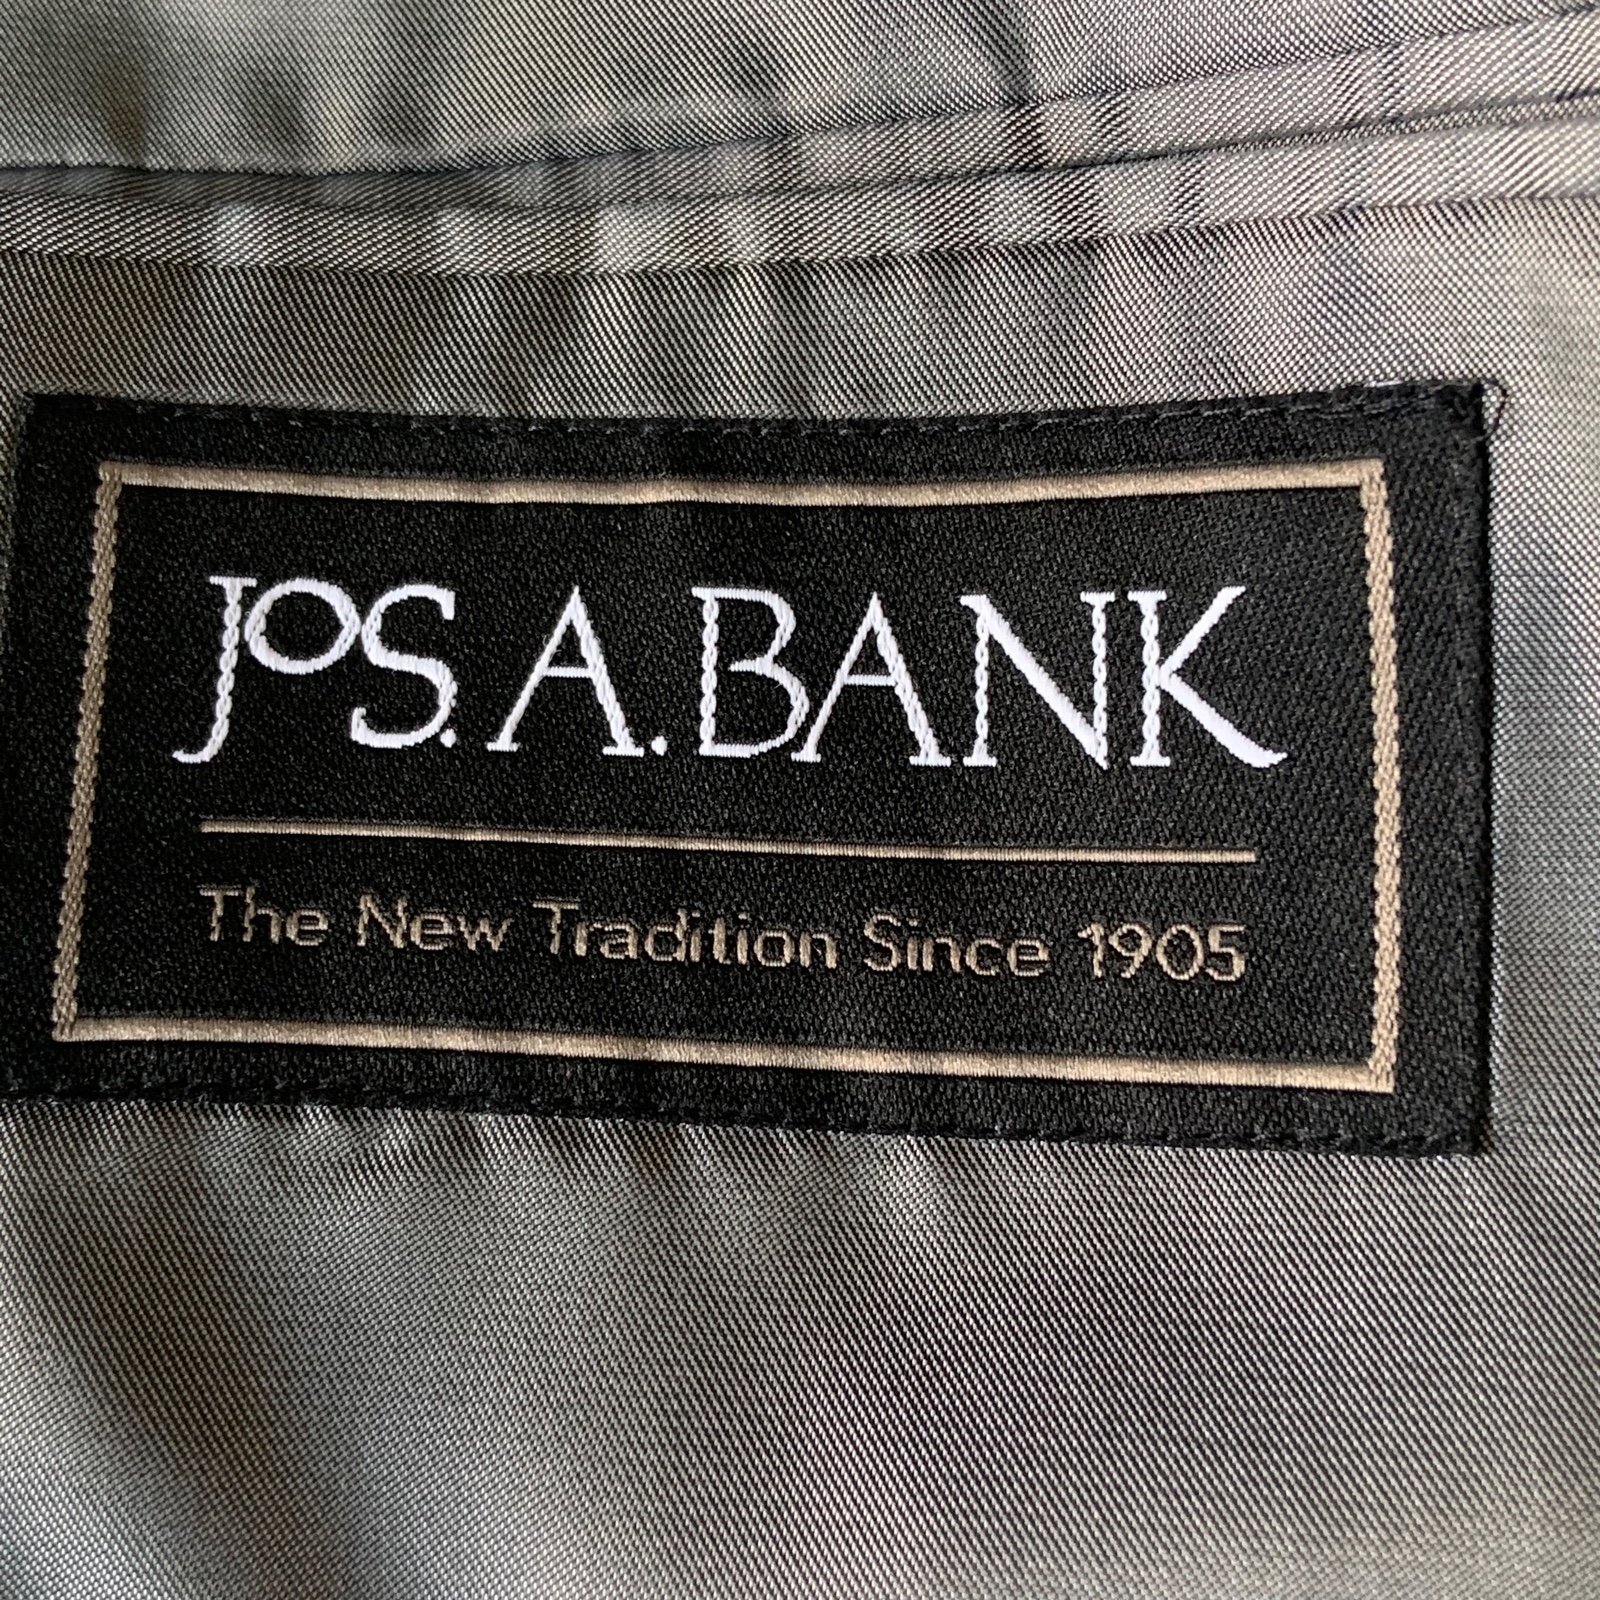 JOS. A. BANK
The New Tradition Since 1905